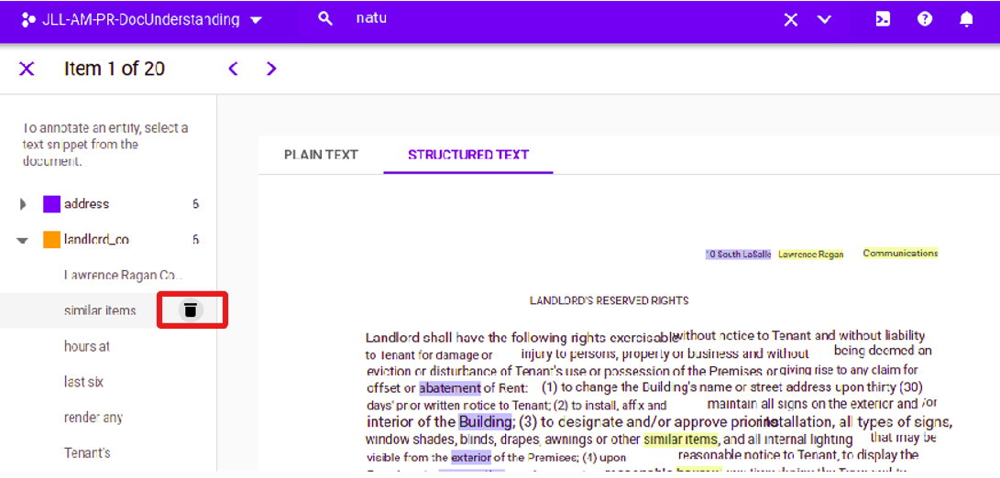 JLL-AM-PR-DocUnderstanding
natu
Item 1 of 20
To annotate an entity, select a
text snippet from the
document.
address 6
landlord_co 6
Lawrence Ragan Co...
similar items
hours at
last six
render any
Tenant's
PLAIN TEXT STRUCTURED TEXT
10 South LaSalle Lawrence Ragan Communications
LANDLORD'S RESERVED RIGHTS
Landlord shall have the following rights exercisable without notice to Tenant and without liability
to Tenant for damage or injury to persons, property or business and without being deemed an
eviction or disturbance of Tenant's use or possession of the Premises or giving rise to any claim for
offset or abatement of Rent: (1) to change the Building's name or street address upon thirty (30)
days' prior written notice to Tenant; (2) to install, affix and maintain all signs on the exterior and /or
interior of the Building; (3) to designate and/or approve prior installation, all types of signs,
window shades, blinds, drapes, awnings or other similar items, and all internal lighting that may be
visible from the exterior of the Premises; (4) upon reasonable notice to Tenant, to display the